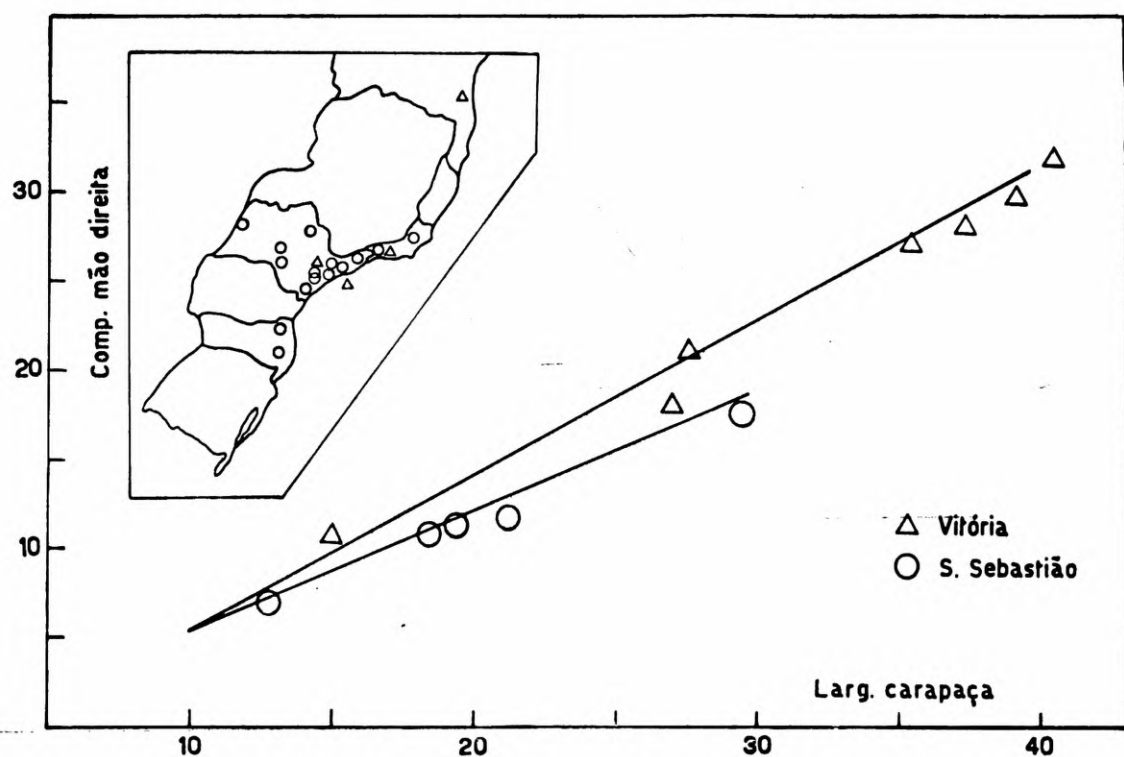 Comp. mão direita
30
20
10
Vitória
S. Sebastião
Larg. carapaça
10 20 30 40